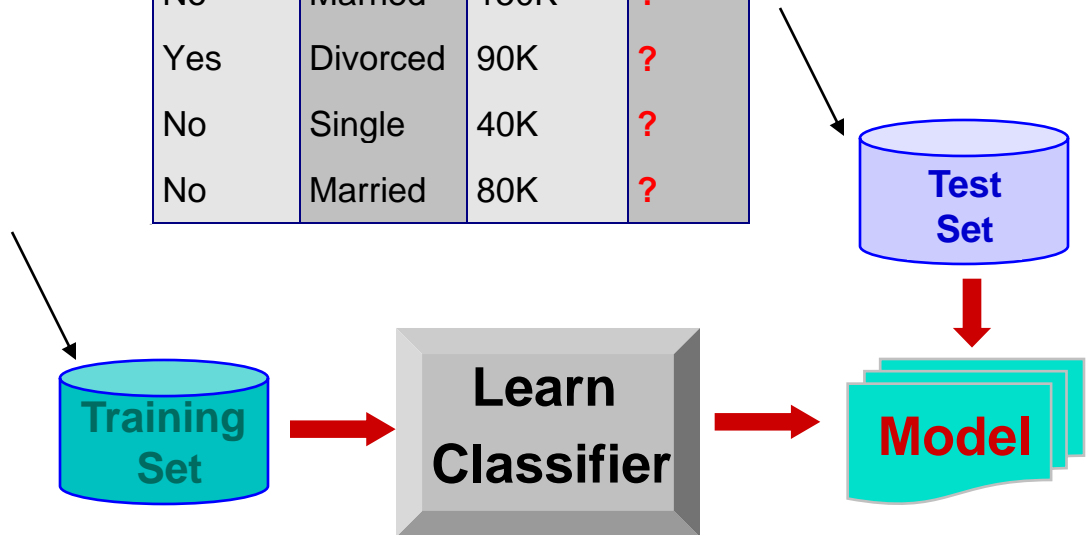 Yes Divorced 90K ?
No Single 40K ?
No Married 80K ?
Test
Set
Training
Set
Learn
Classifier
Model